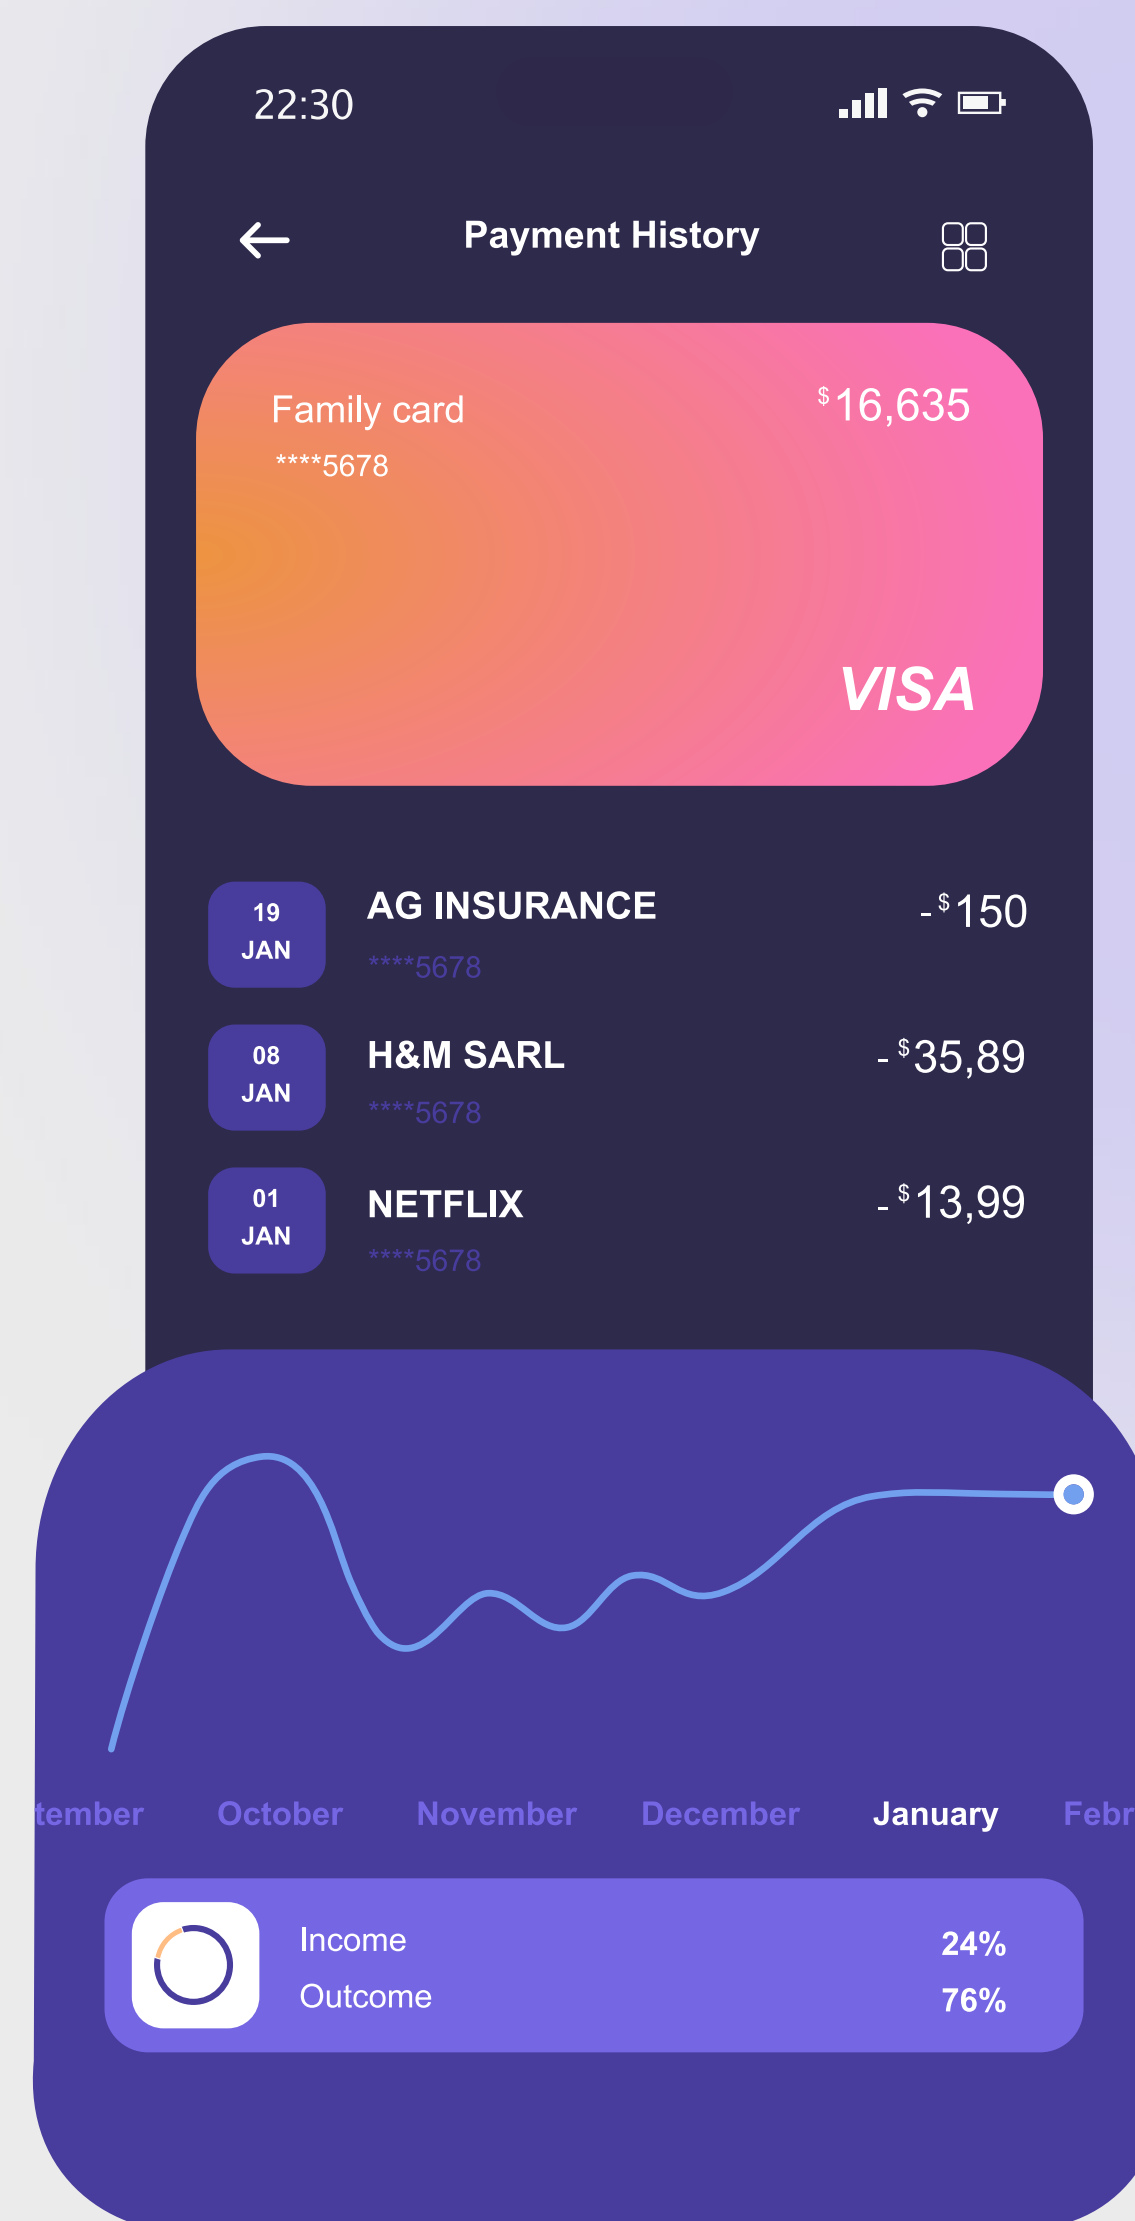 22:30
Payment History
Family card
$16,635
****5678
VISA
19
JAN
AG INSURANCE
-$150
****5678
08
JAN
H&M SARL
-$35,89
****5678
01
JAN
NETFLIX
-$13,99
****5678
tember October November December January Febr
Income 24%
Outcome 76%